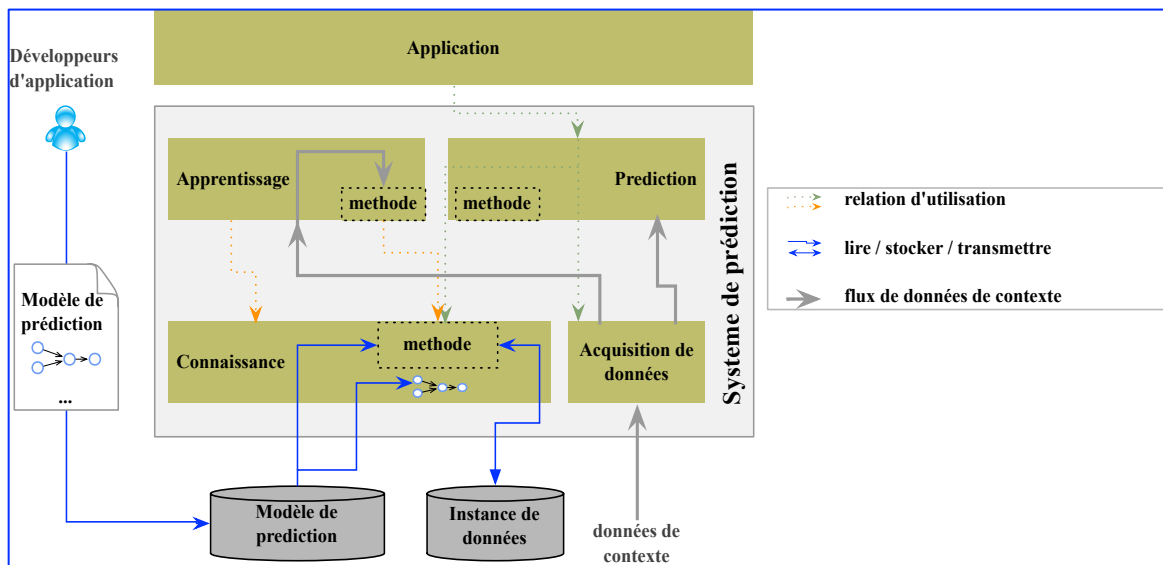 Développeurs
d'application
Application
Apprentissage
methode
methode
Prediction
Systeme de prédiction
relation d'utilisation
lire / stocker / transmettre
flux de données de contexte
Modèle de
prédiction
...
Connaissance
methode
Acquisition de
données
Modèle de
prediction
Instance de
données
données de
contexte